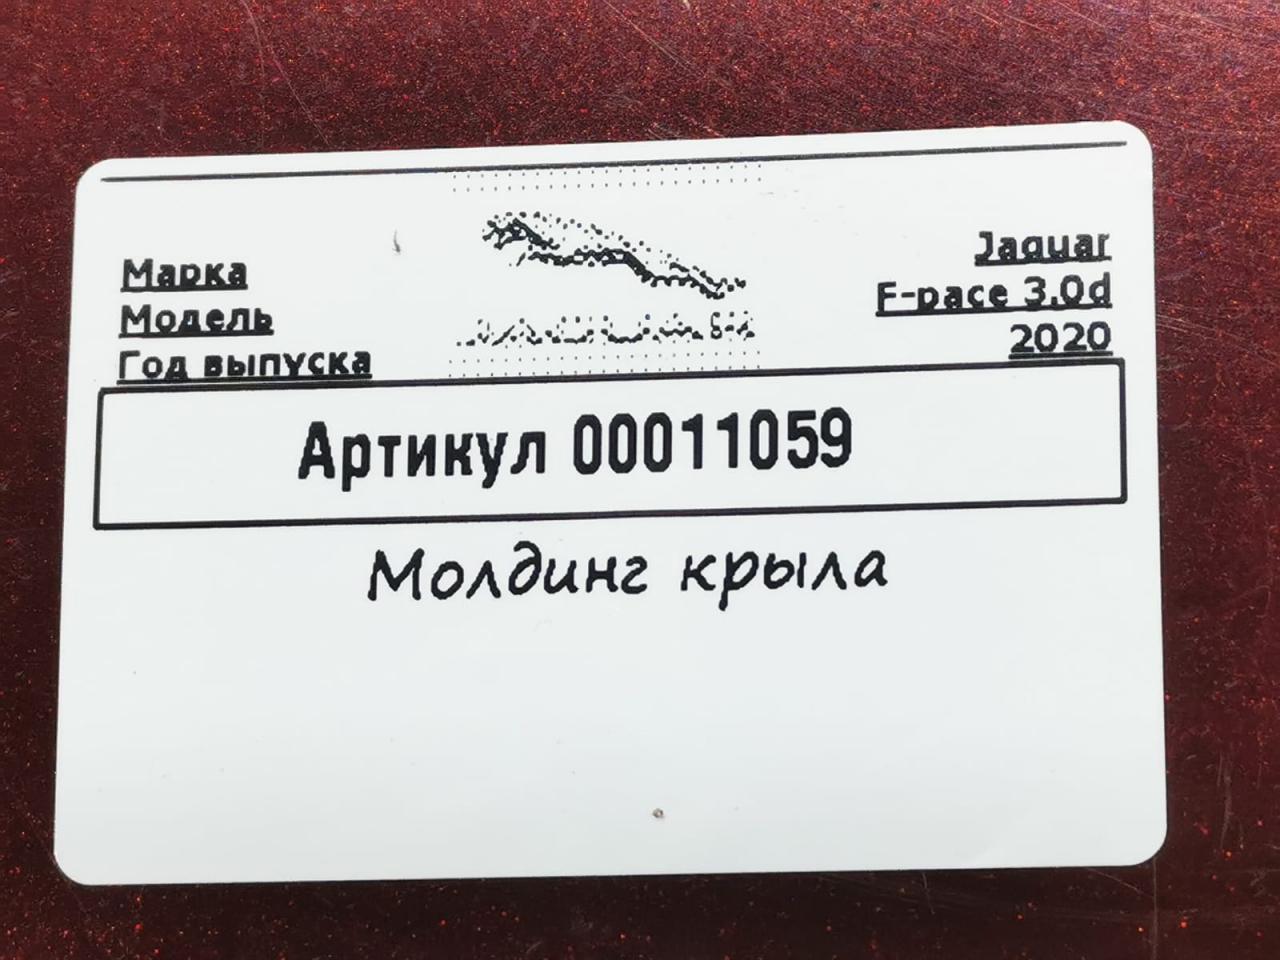 Марка Jaguar
Модель F-pace 3.0d
Год выпуска 2020
Артикул 00011059
Молдинг крыла